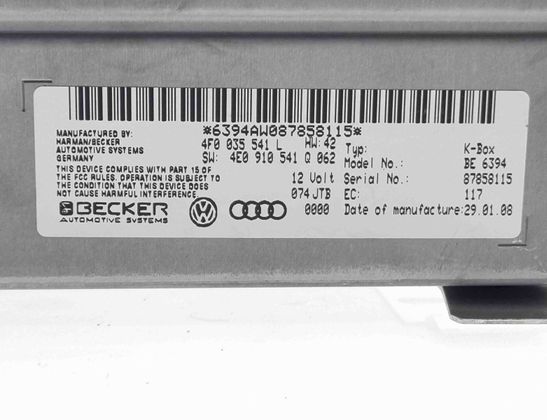 *6394AW087858115*
MANUFACTURED BY:
HARMAN/BECKER
AUTOMOTIVE SYSTEMS
GERMANY
THIS DEVICE COMPLIES WITH PART 15 OF
THE FCC RULES. OPERATION IS SUBJECT TO
THE CONDITION THAT THIS DEVICE DOES
NOT CAUSE HARMFUL INTERFERENCE
BECKER
AUTOMOTIVE SYSTEMS
4F0 035 541 L HW: 42
SW: 4E0 910 541 Q 062
12 Volt
074JTB
0000
Typ: K-Box
Model No.: BE 6394
Serial No.: 87858115
EC: 117
Date of manufacture: 29.01.08